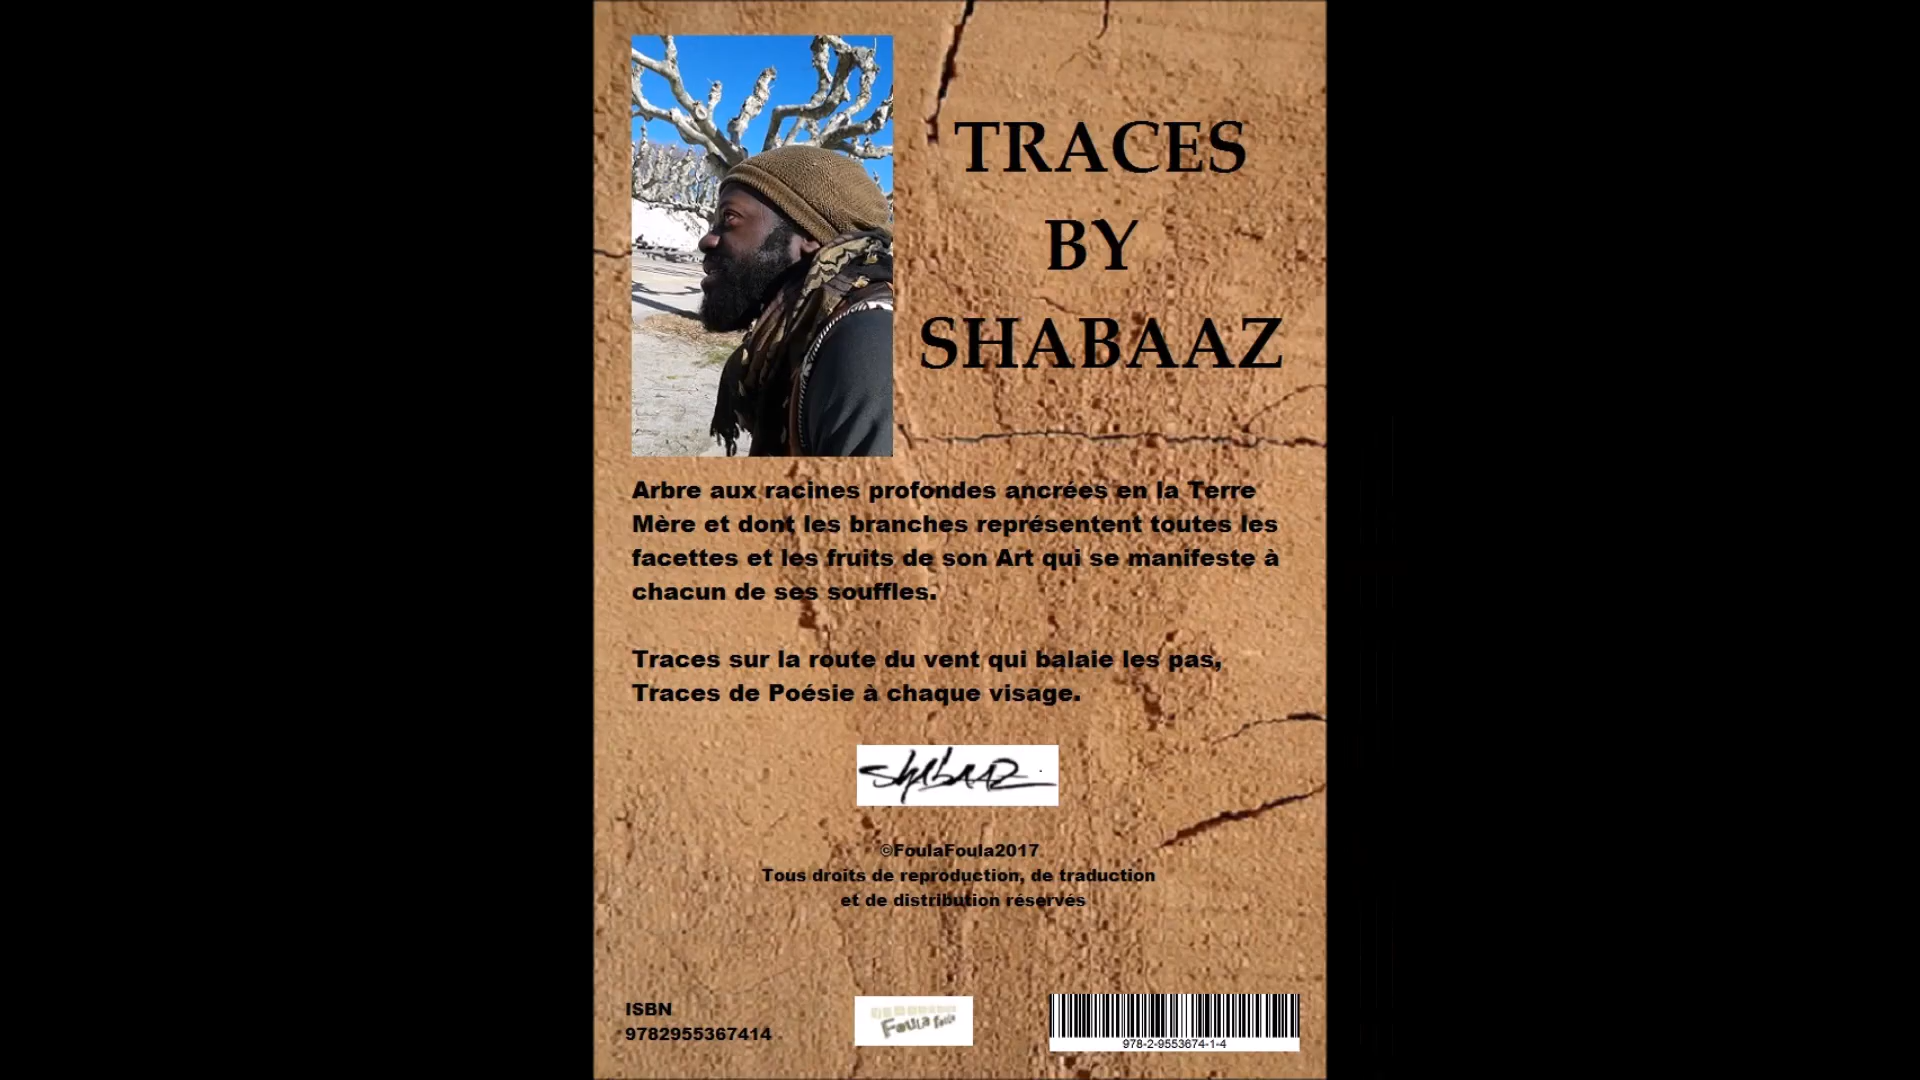 TRACES
BY
SHABAAZ
Arbre aux racines profondes ancrées en la Terre
Mère et dont les branches représentent toutes les
facettes et les fruits de son Art qui se manifeste à
chacun de ses souffles.
Traces sur la route du vent qui balaie les pas,
Traces de Poésie à chaque visage.
Shabaaz
©FoulaFoula2017
Tous droits de reproduction, de traduction
et de distribution réservés
ISBN
9782955367414
Foula foula
978-2-9553674-1-4